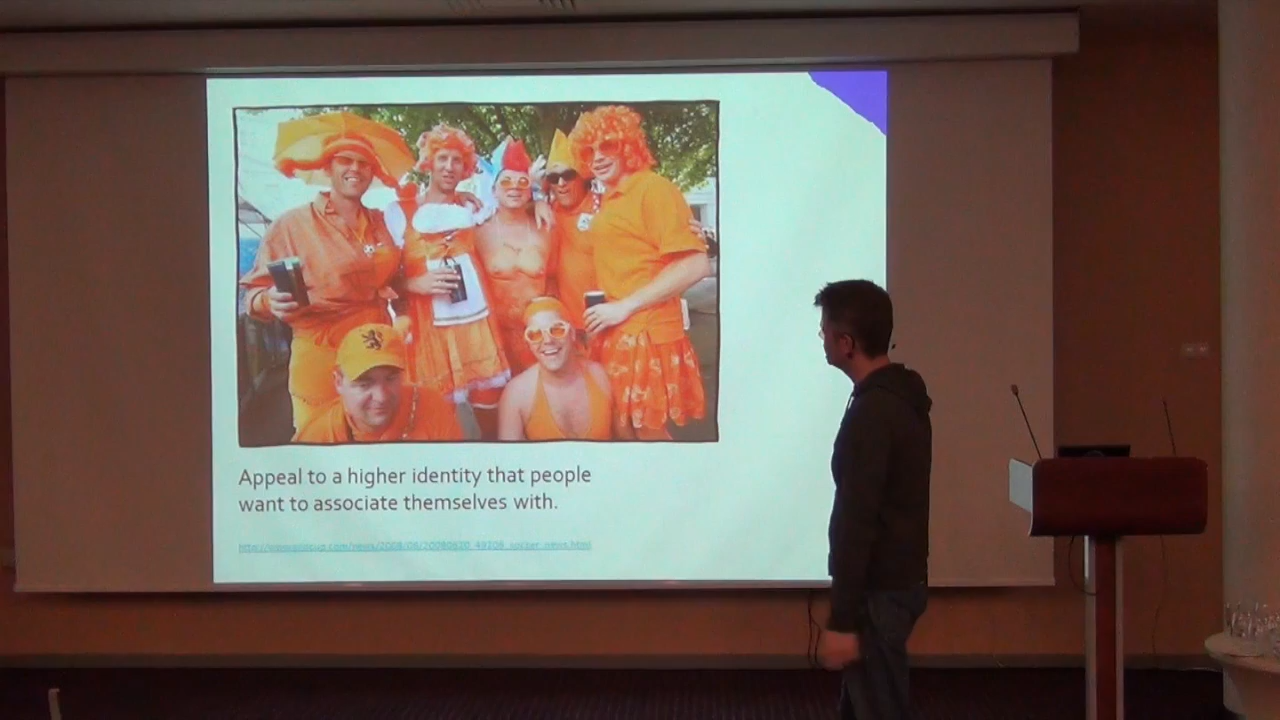 Appeal to a higher identity that people
want to associate themselves with.